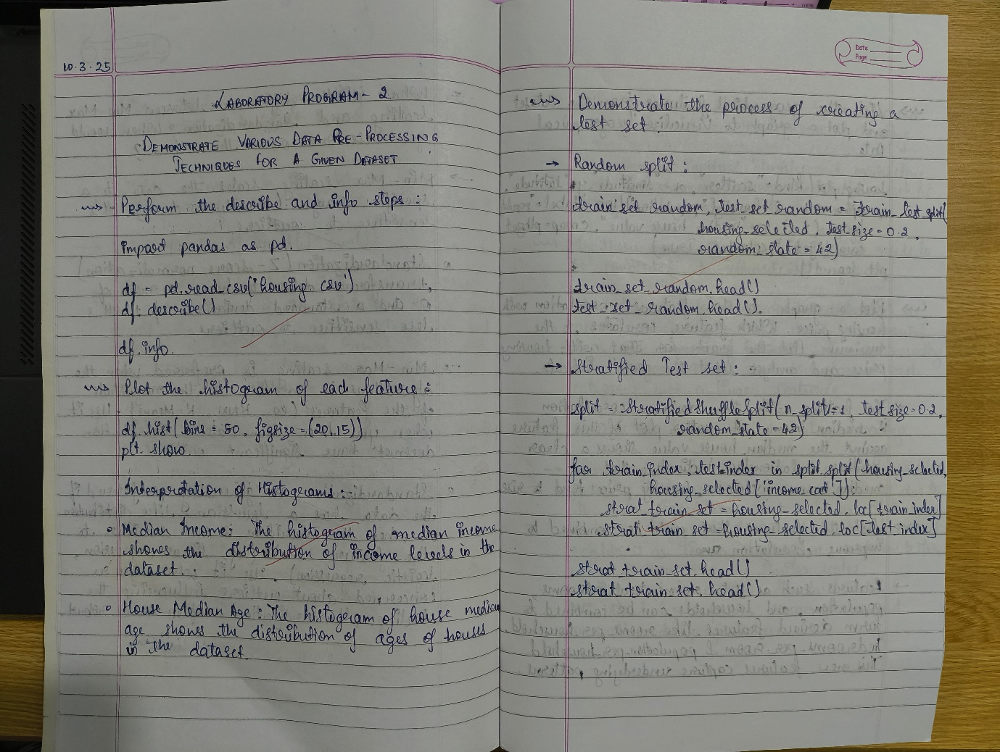 10.3.25
LABORATORY PROGRAM - 2
DEMONSTRATE VARIOUS DATA PRE-PROCESSING
TECHNIQUES FOR A GIVEN DATASET
Perform the describe and info steps :
import pandas as pd.
df = pd.read_csv('housing.csv')
df.describe()
df.info.
Plot the histogram of each feature :
df.hist(bins = 50, figsize = (20,15))
plt. show
Interpretation of Histograms :
Median Income : The histogram of median income
shows the distribution of income levels in the
dataset.
House Median Age : The histogram of house median
age shows the distribution of ages of houses
in the dataset.
Date
Page
Demonstrate the process of creating a
test set.
→ Random split :
train_set_random, test_set_random = train_test_split(
housing_selected, test_size = 0.2,
random_state = 42)
train_set_random.head()
test_set_random.head().
→ Stratified Test set :
split = StratifiedShuffleSplit(n_split=1, test_size=0.2,
random_state=42)
for train_index, test_index in split.split(housing_selected,
housing_selected['income_cat']):
strat_train_set = housing_selected.loc[train_index]
strat_train_set = housing_selected.loc[test_index]
strat_train_set.head()
strat_train_set.head()